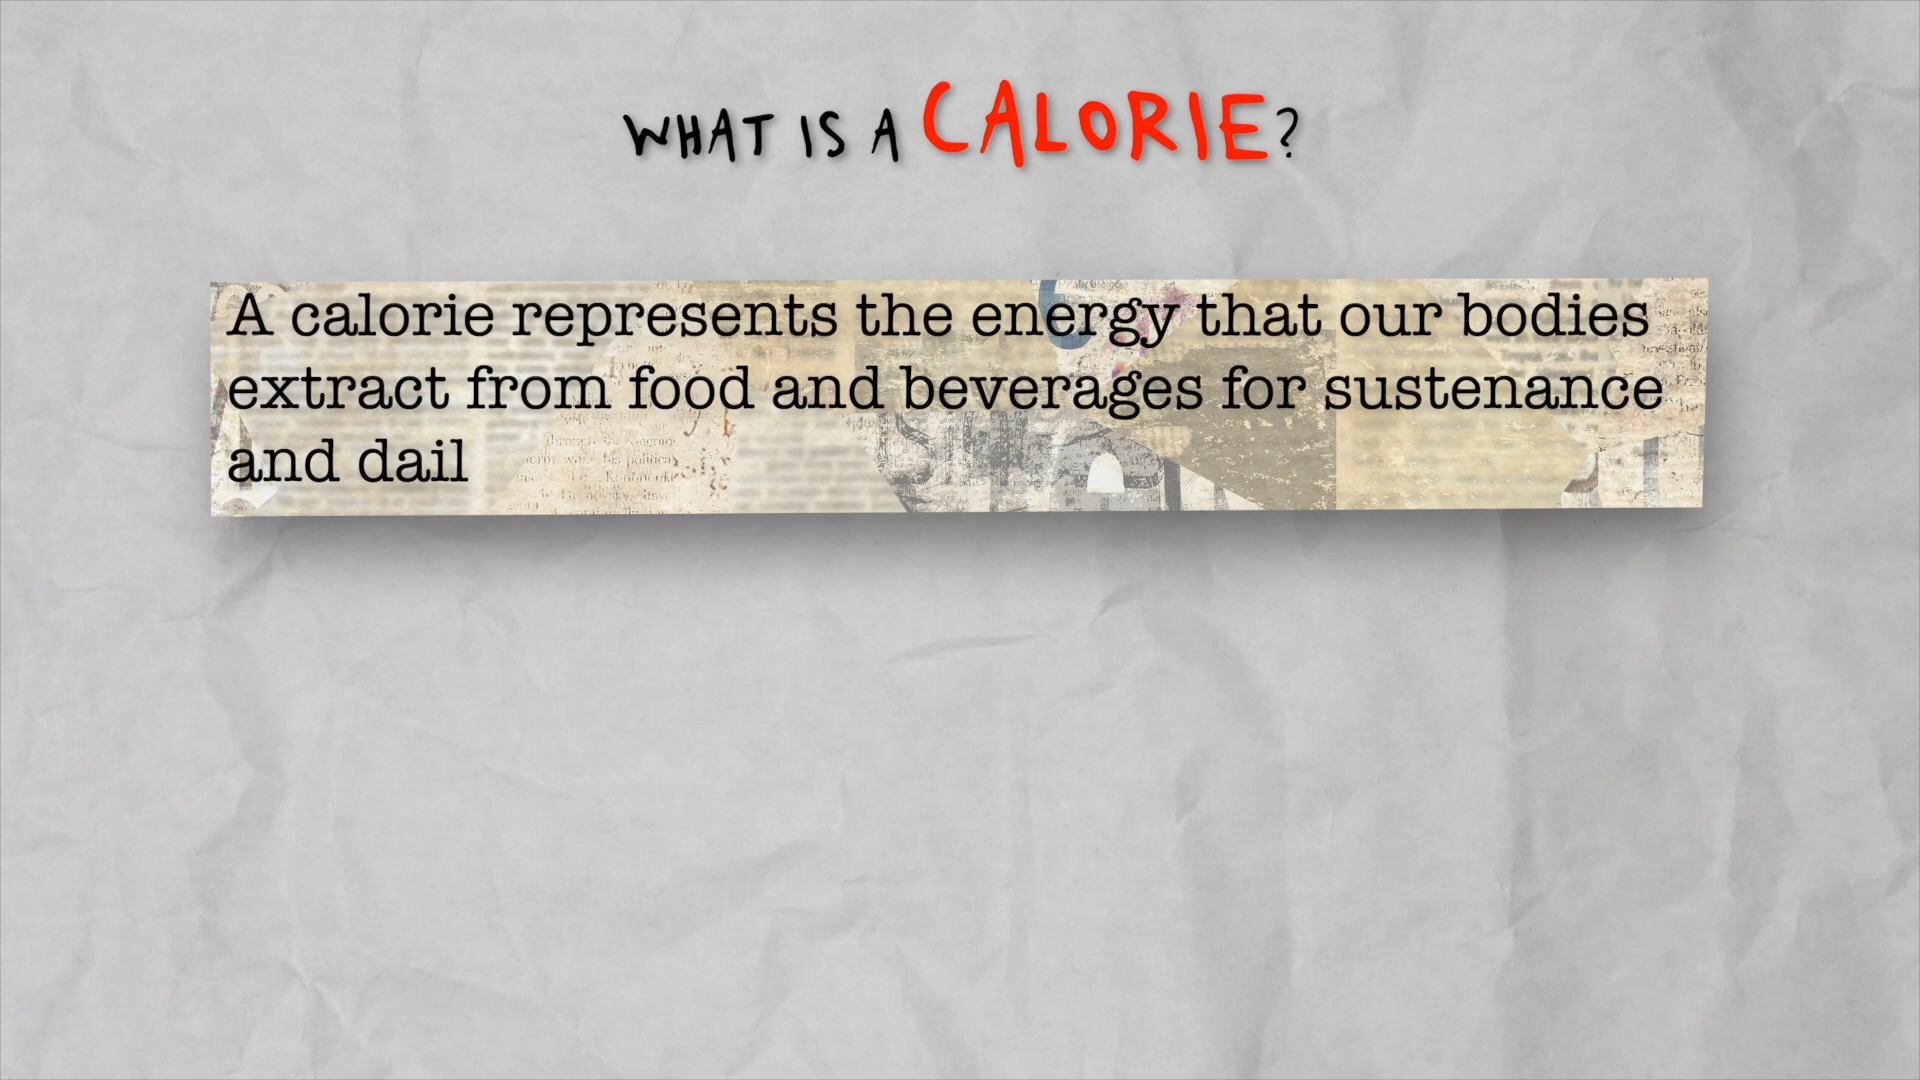 WHAT IS A CALORIE?
A calorie represents the energy that our bodies
extract from food and beverages for sustenance
and dail